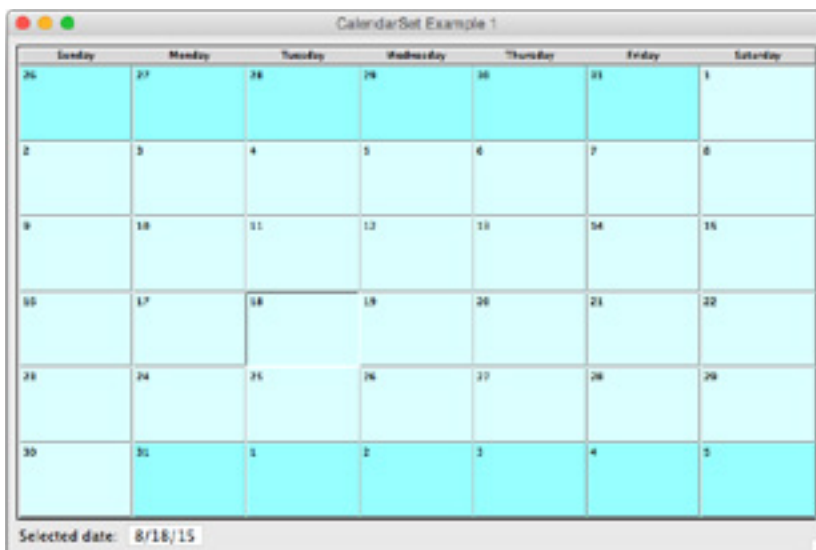 CalendarSet Example 1
Sunday Monday Tuesday Wednesday Thursday Friday Saturday
26 27 28 29 30 31 1
2 3 4 5 6 7 8
9 10 11 12 13 14 15
16 17 18 19 20 21 22
23 24 25 26 27 28 29
30 31 1 2 3 4 5
Selected date: 8/18/15